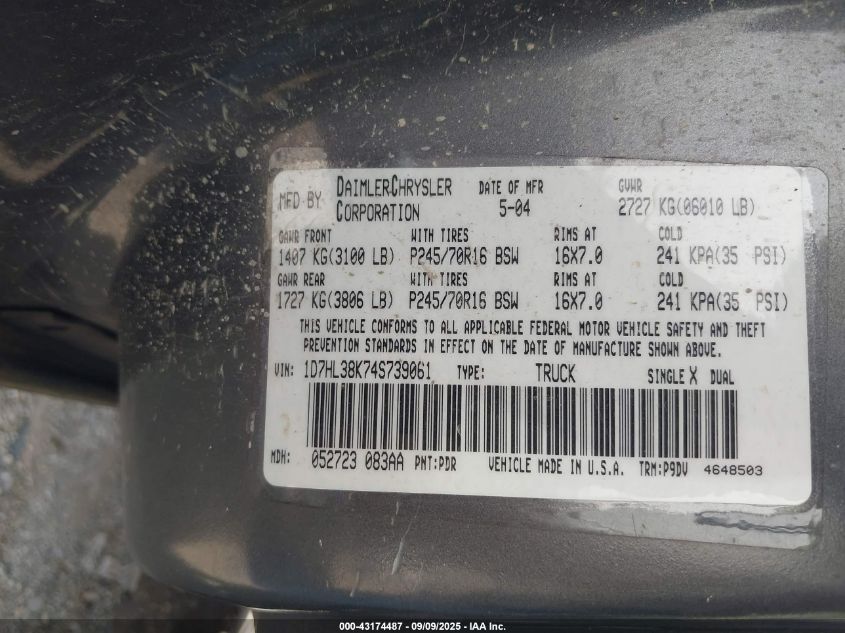 MFD BY DAIMLERCHRYSLER CORPORATION DATE OF MFR 5-04 GVWR 2727 KG(06010 LB)
GAWR FRONT WITH TIRES RIMS AT COLD
1407 KG(3100 LB) P245/70R16 BSW 16X7.0 241 KPA(35 PSI)
GAWR REAR WITH TIRES RIMS AT COLD
1727 KG(3806 LB) P245/70R16 BSW 16X7.0 241 KPA(35 PSI)
THIS VEHICLE CONFORMS TO ALL APPLICABLE FEDERAL MOTOR VEHICLE SAFETY AND THEFT
PREVENTION STANDARDS IN EFFECT ON THE DATE OF MANUFACTURE SHOWN ABOVE.
VIN: 1D7HL38K74S739061 TYPE: TRUCK SINGLE X DUAL
MDH: 052723 083AA PNT:PDR VEHICLE MADE IN U.S.A. TRM:P9DV 4648503
000-43174487 - 09/09/2025 - IAA Inc.